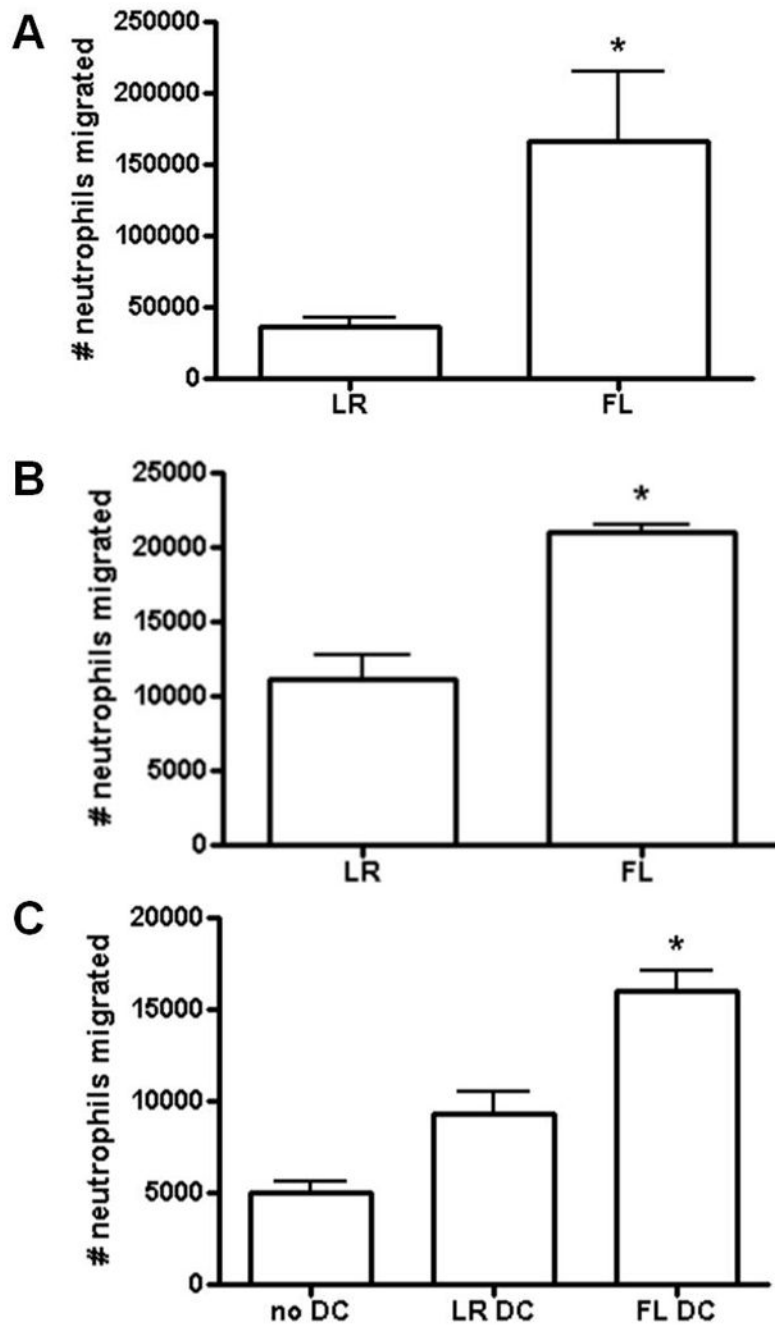 A
# neutrophils migrated
250000
200000
150000
100000
50000
0
*
LR
FL
B
# neutrophils migrated
25000
20000
15000
10000
5000
0
*
LR
FL
C
# neutrophils migrated
20000
15000
10000
5000
0
*
no DC
LR DC
FL DC